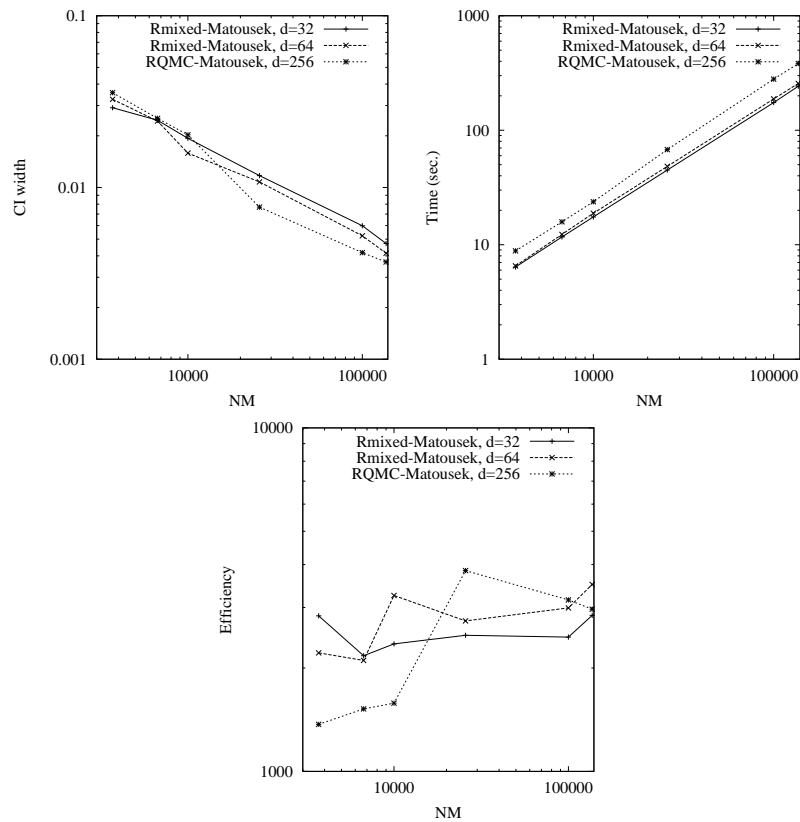 0.1
0.01
0.001
10000
100000
CI width
NM
Rmixed-Matousek, d=32
Rmixed-Matousek, d=64
RQMC-Matousek, d=256
1000
100
10
1
10000
100000
Time (sec.)
NM
Rmixed-Matousek, d=32
Rmixed-Matousek, d=64
RQMC-Matousek, d=256
10000
1000
10000
100000
Efficiency
NM
Rmixed-Matousek, d=32
Rmixed-Matousek, d=64
RQMC-Matousek, d=256